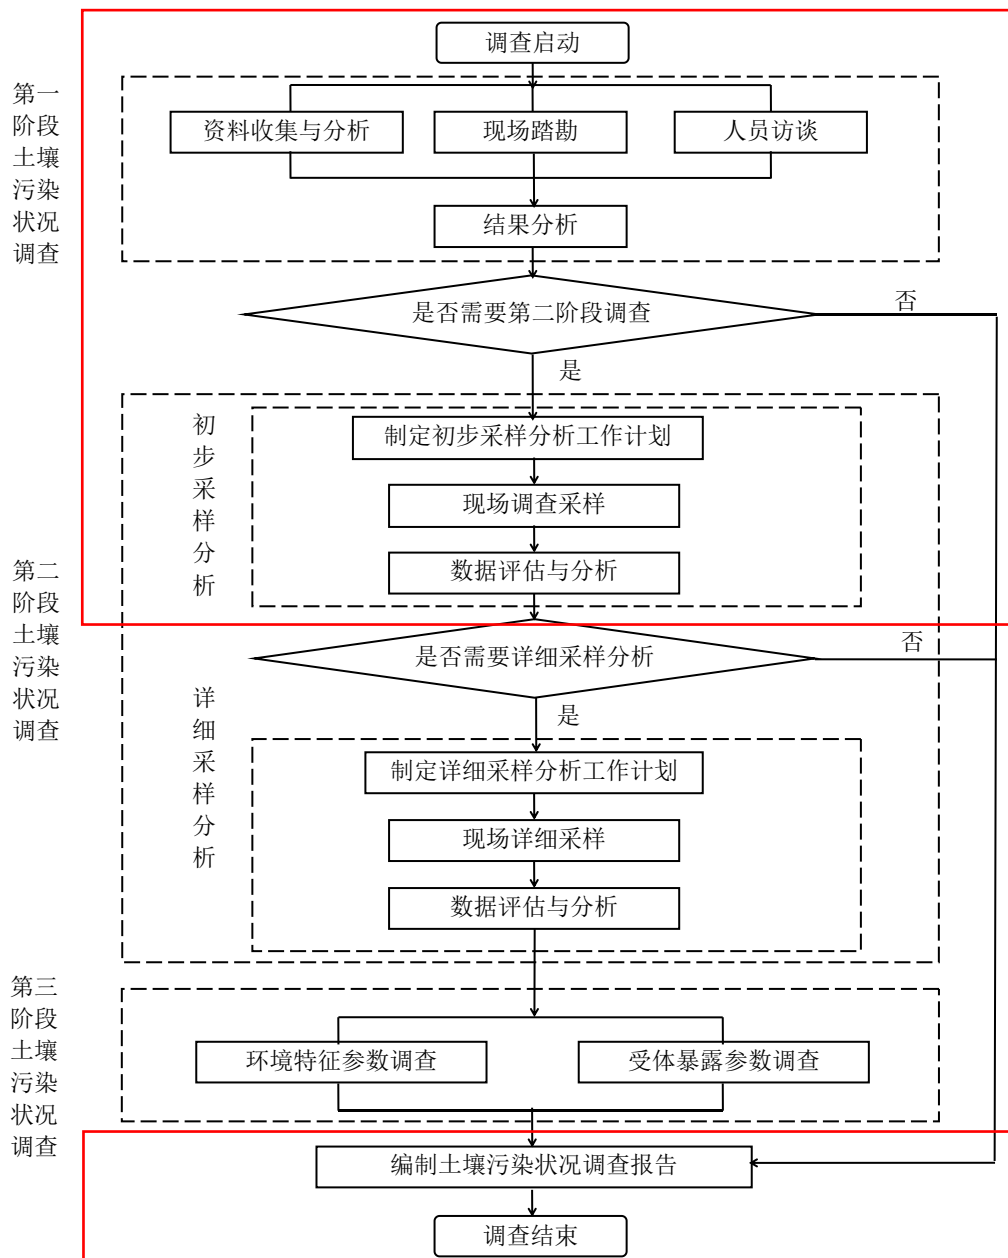 调查启动
第一
阶段
土壤
污染
状况
调查
资料收集与分析
现场踏勘
人员访谈
结果分析
是否需要第二阶段调查
否
是
第二
阶段
土壤
污染
状况
调查
初
步
采
样
分
析
制定初步采样分析工作计划
现场调查采样
数据评估与分析
是否需要详细采样分析
否
是
详
细
采
样
分
析
制定详细采样分析工作计划
现场详细采样
数据评估与分析
第三
阶段
土壤
污染
状况
调查
环境特征参数调查
受体暴露参数调查
编制土壤污染状况调查报告
调查结束